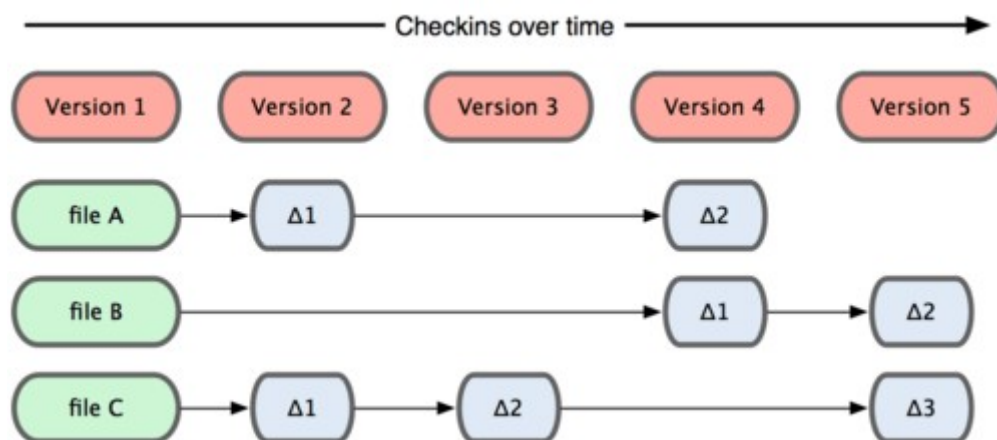 Checkins over time
Version 1 Version 2 Version 3 Version 4 Version 5
file A Δ1 Δ2
file B Δ1 Δ2
file C Δ1 Δ2 Δ3